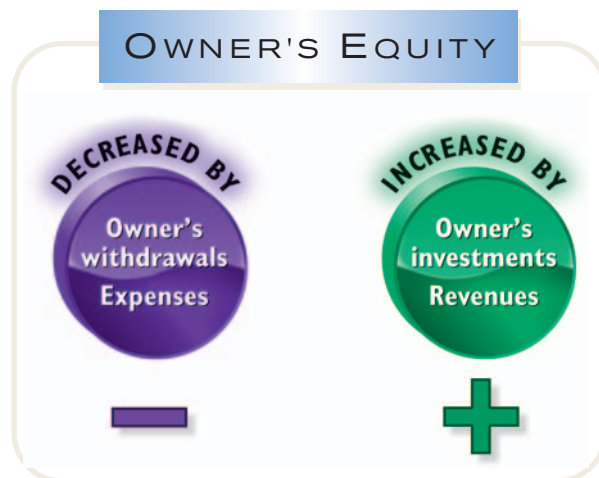 OWNER'S EQUITY
DECREASED BY
Owner's
withdrawals
Expenses
INCREASED BY
Owner's
investments
Revenues